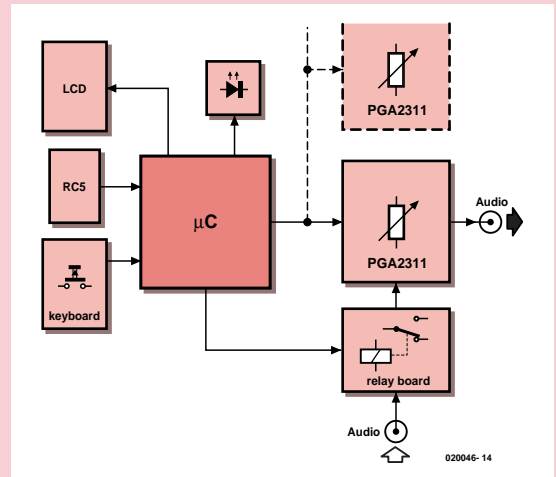 LCD
PGA2311
RC5
μC
Audio
PGA2311
keyboard
relay board
Audio
020046- 14